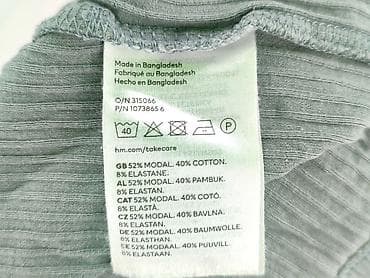 Made in Bangladesh
Fabriqué au Bangladesh
Hecho en Bangladesh
O/N 315066
P/N 1073865 6
40 P
hm.com/takecare
GB 52% MODAL. 40% COTTON.
8% ELASTANE.
AL 52% MODAL. 40% PAMBUK.
8% ELASTAN.
CAT 52% MODAL. 40% COTÓ.
8% ELASTÀ.
CZ 52% MODAL. 40% BAVLNA.
8% ELASTAN.
DE 52% MODAL. 40% BAUMWOLLE.
8% ELASTHAN.
52% MODAAL. 40% PUUVILL
8% ELASTAAN